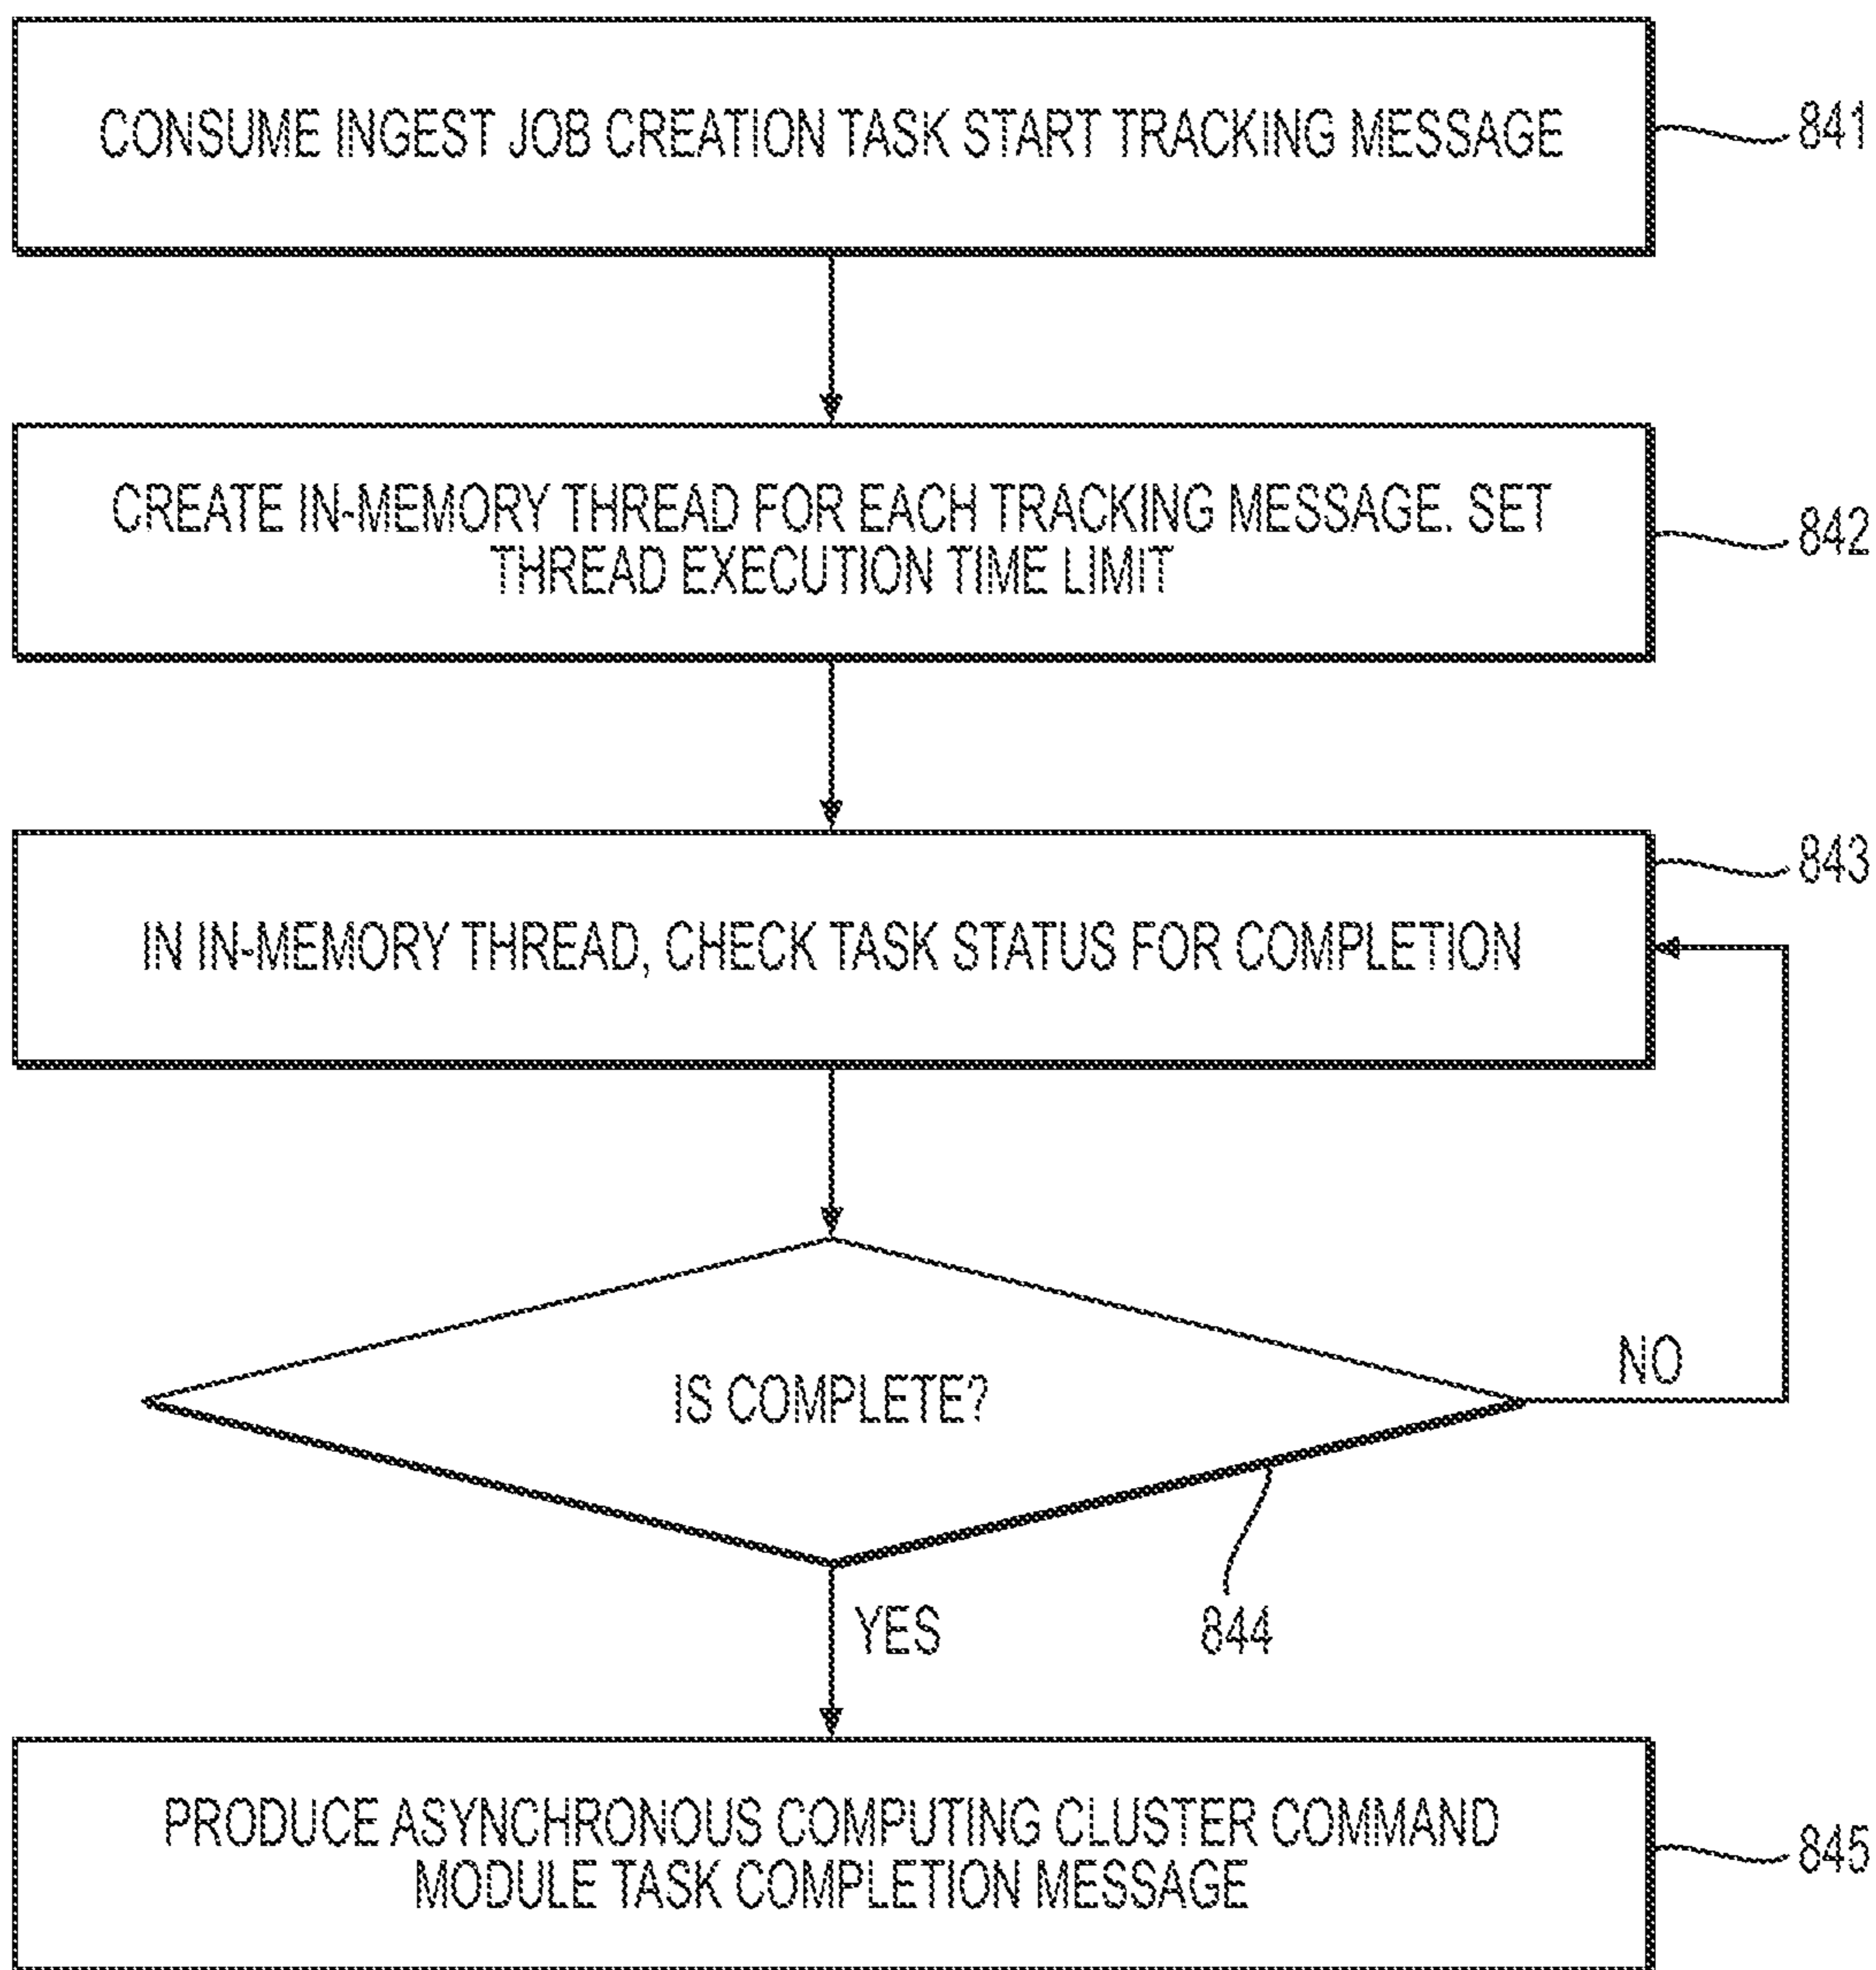 CONSUME INGEST JOB CREATION TASK START TRACKING MESSAGE
841
CREATE IN-MEMORY THREAD FOR EACH TRACKING MESSAGE. SET
THREAD EXECUTION TIME LIMIT
842
843
IN IN-MEMORY THREAD, CHECK TASK STATUS FOR COMPLETION
NO
IS COMPLETE?
YES
844
PRODUCE ASYNCHRONOUS COMPUTING CLUSTER COMMAND
MODULE TASK COMPLETION MESSAGE
845